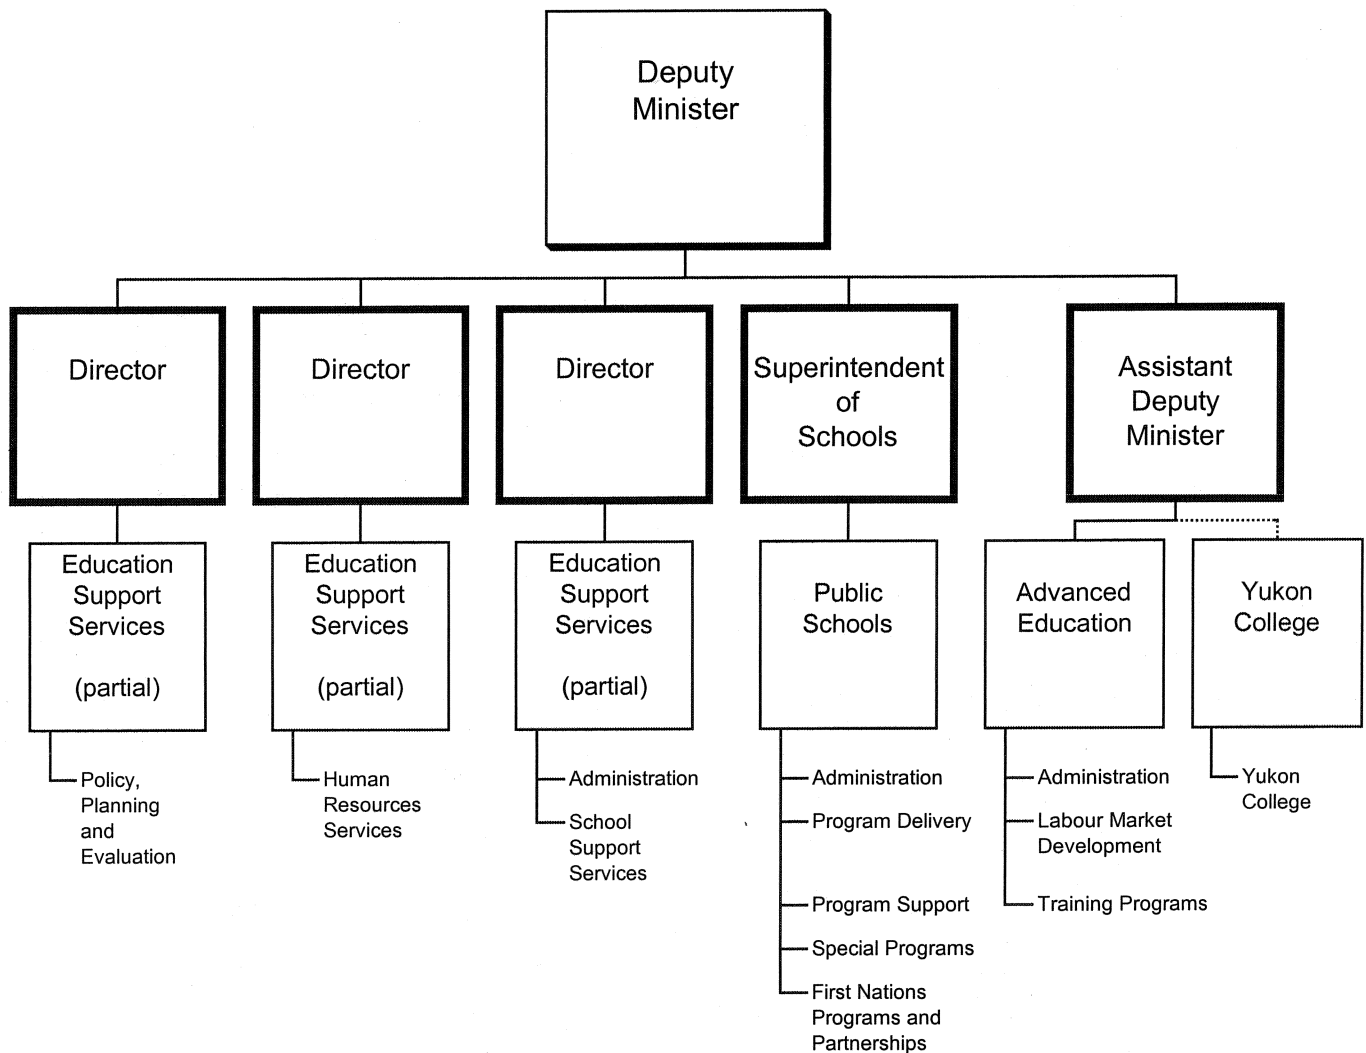 Deputy
Minister
Director
Director
Director
Superintendent
of
Schools
Assistant
Deputy
Minister
Education
Support
Services
(partial)
Education
Support
Services
(partial)
Education
Support
Services
(partial)
Public
Schools
Advanced
Education
Yukon
College
Policy,
Planning
and
Evaluation
Human
Resources
Services
Administration
School
Support
Services
Administration
Program Delivery
Program Support
Special Programs
First Nations
Programs and
Partnerships
Administration
Labour Market
Development
Training Programs
Yukon
College